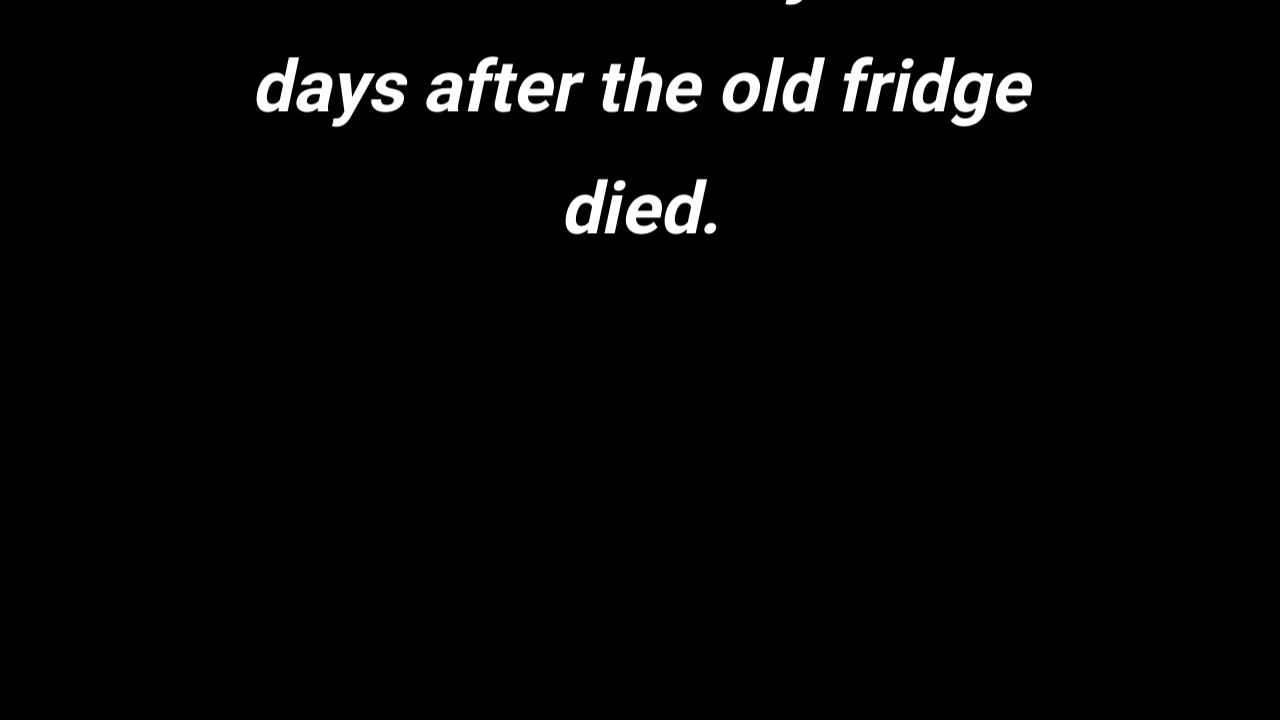 days after the old fridge
died.